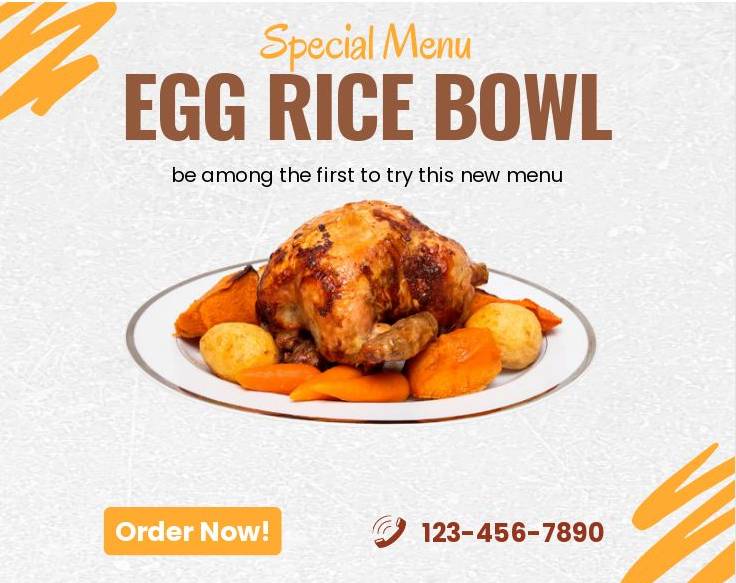 Special Menu
EGG RICE BOWL
be among the first to try this new menu
Order Now!
123-456-7890